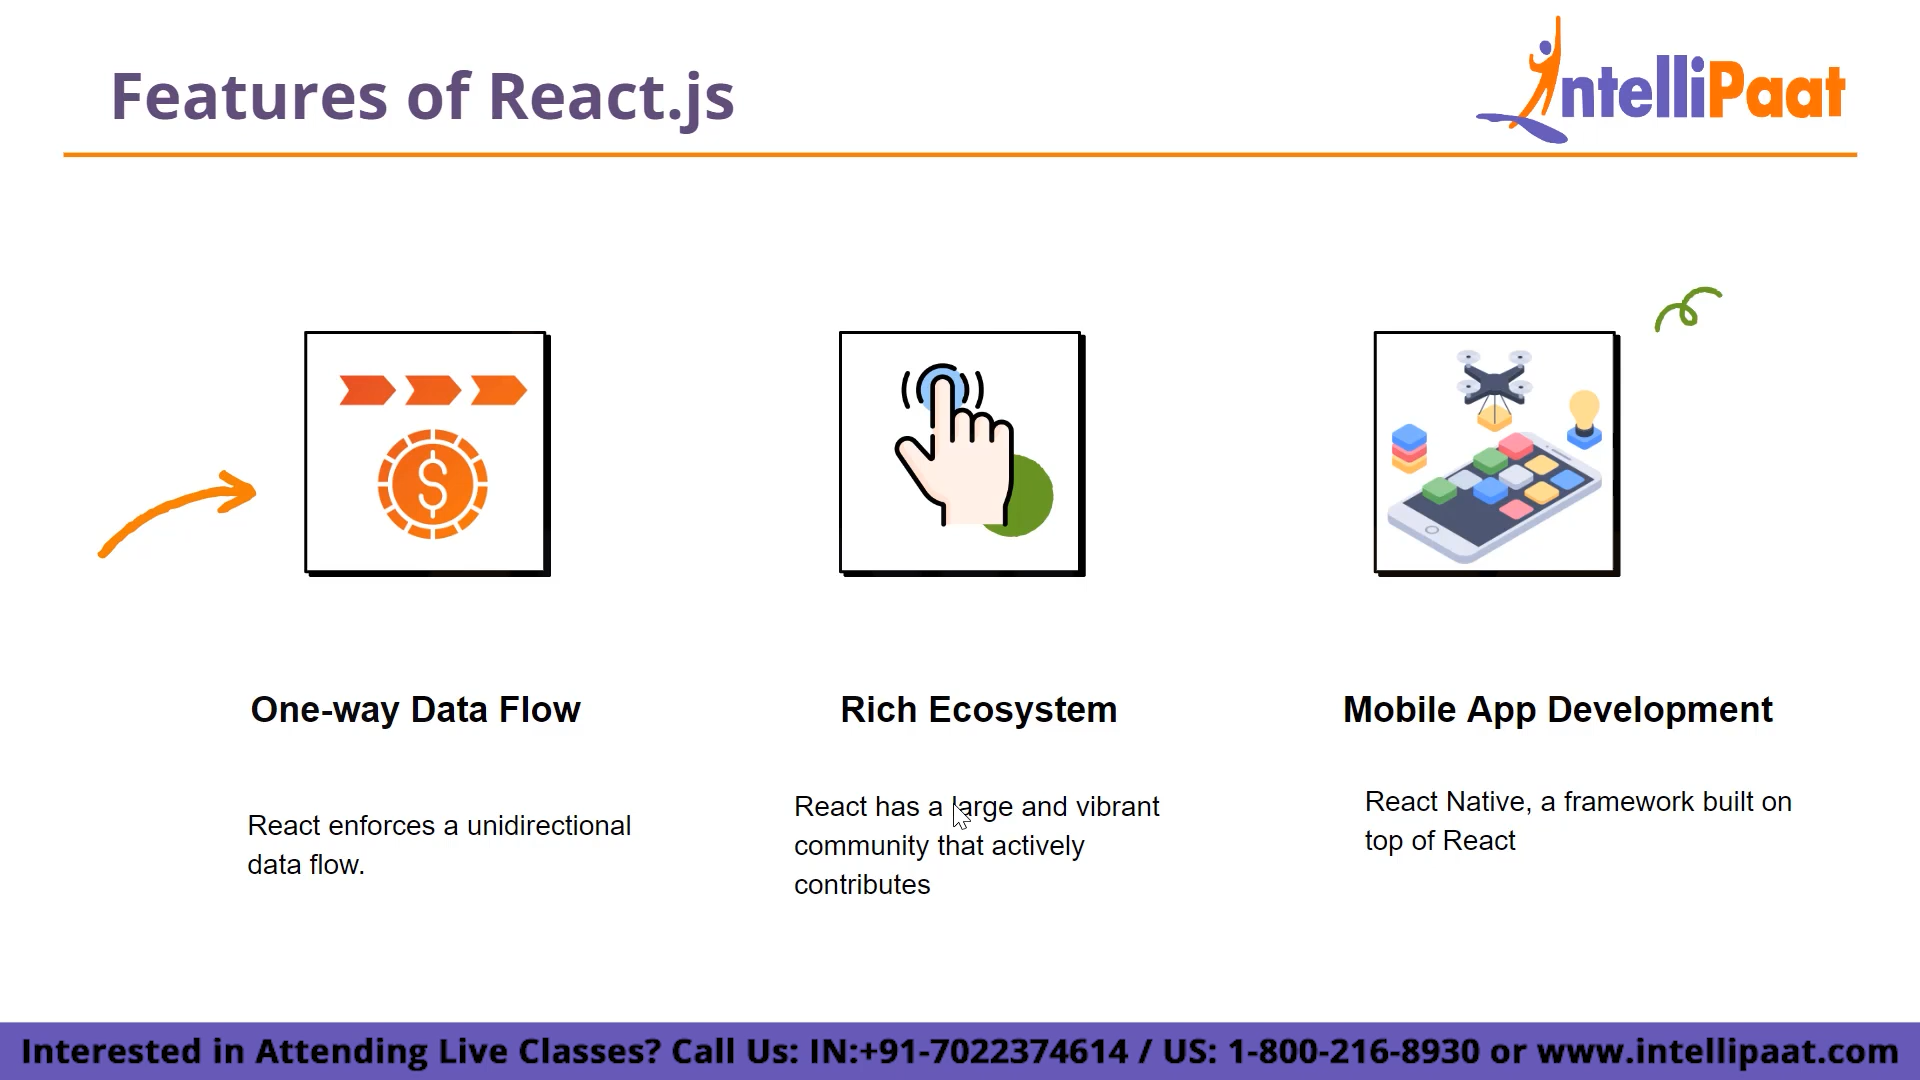 Features of React.js
IntelliPaat
One-way Data Flow
React enforces a unidirectional
data flow.
Rich Ecosystem
React has a large and vibrant
community that actively
contributes
Mobile App Development
React Native, a framework built on
top of React
Interested in Attending Live Classes? Call Us: IN:+91-7022374614 / US: 1-800-216-8930 or www.intellipaat.com